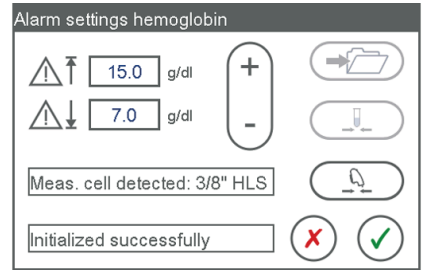 Alarm settings hemoglobin
15.0 g/dl
7.0 g/dl
+
-
Meas. cell detected: 3/8" HLS
Initialized successfully